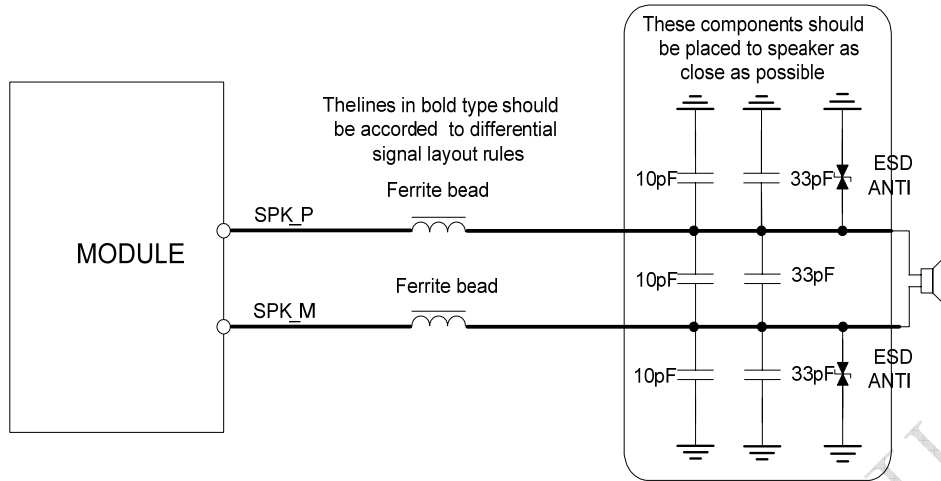 These components should
be placed to speaker as
close as possible
Thelines in bold type should
be accorded to differential
signal layout rules
Ferrite bead
10pF
33pF
ESD
ANTI
SPK_P
MODULE
10pF
33pF
Ferrite bead
SPK_M
10pF
33pF
ESD
ANTI